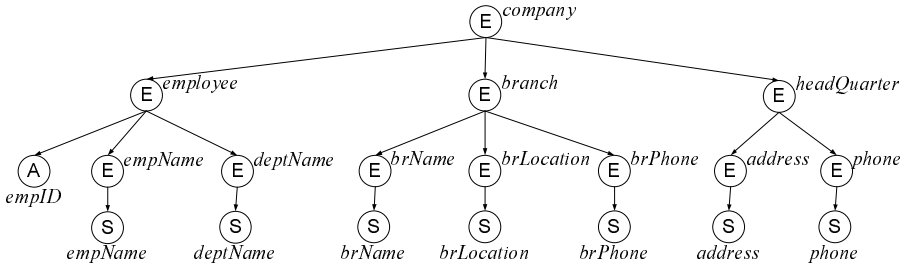 E company
E employee E branch E headQuarter
A E empName E deptName E brName E brLocation E brPhone E address E phone
empID
S S S S S S S
empName deptName brName brLocation brPhone address phone